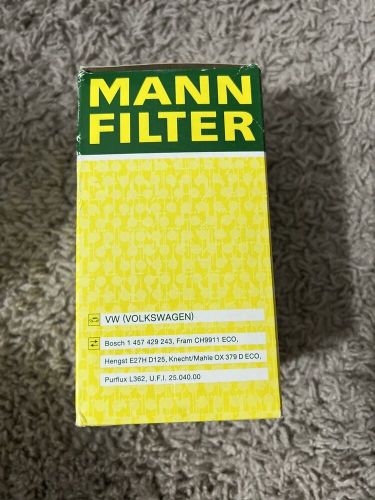 MANN
FILTER
VW (VOLKSWAGEN)
Bosch 1 457 429 243, Fram CH9911 ECO,
Hengst E27H D125, Knecht/Mahle OX 379 D ECO,
Purflux L362, U.F.I. 25.040.00